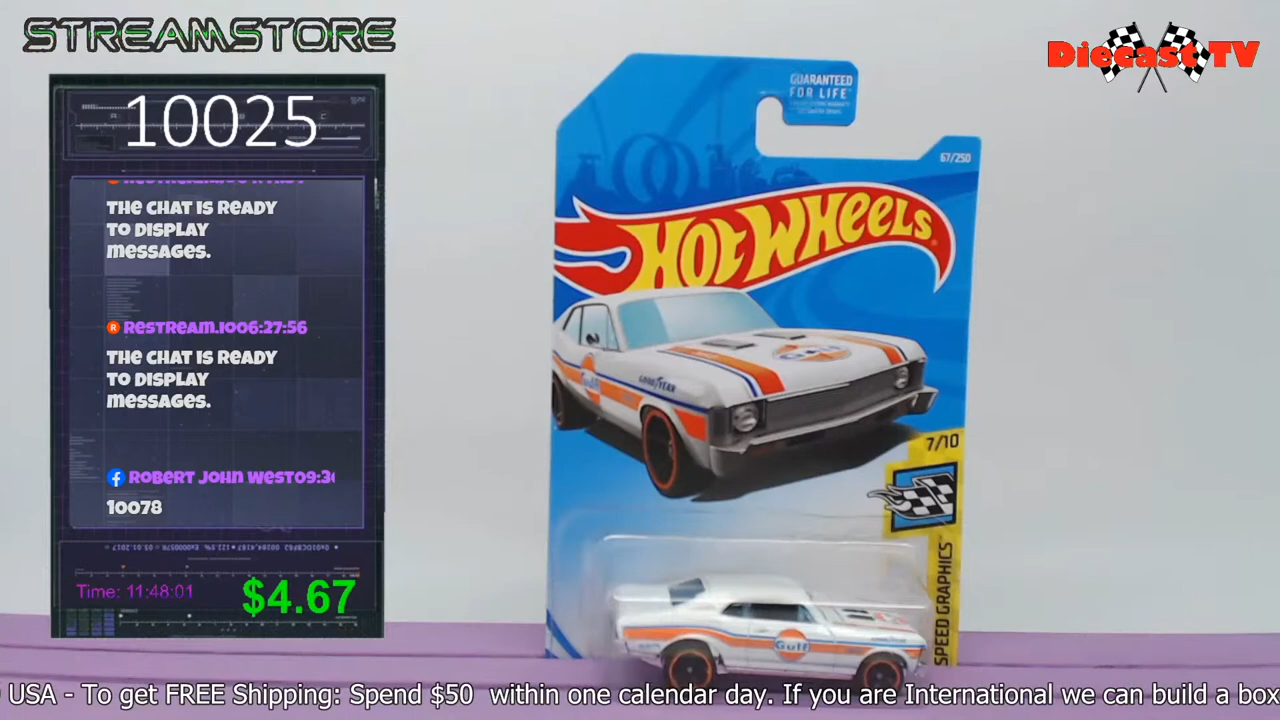 STREAMSTORE
Diecast TV
10025
THE CHAT IS READY
TO DISPLAY
MESSAGES.
RESTREAM.IO06:27:56
THE CHAT IS READY
TO DISPLAY
MESSAGES.
ROBERT JOHN WEST09:3
10078
Time: 11:48:01
$4.67
GUARANTEED
FOR LIFE
67/250
HOT WHEELS
Gulf
GOODYEAR
7/10
SPEED GRAPHICS
Gulf
USA - To get FREE Shipping: Spend $50 within one calendar day. If you are International we can build a box